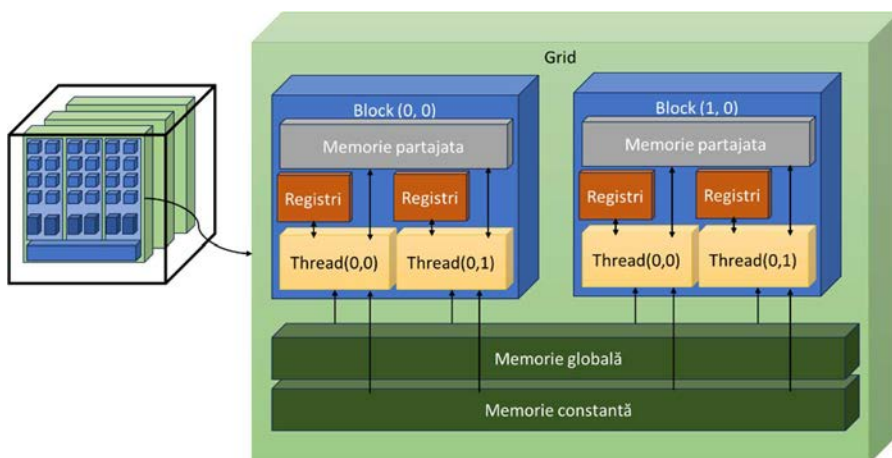 Grid
Block (0, 0)
Block (1, 0)
Memorie partajata
Memorie partajata
Registri
Registri
Registri
Registri
Thread(0,0)
Thread(0,1)
Thread(0,0)
Thread(0,1)
Memorie globală
Memorie constantă